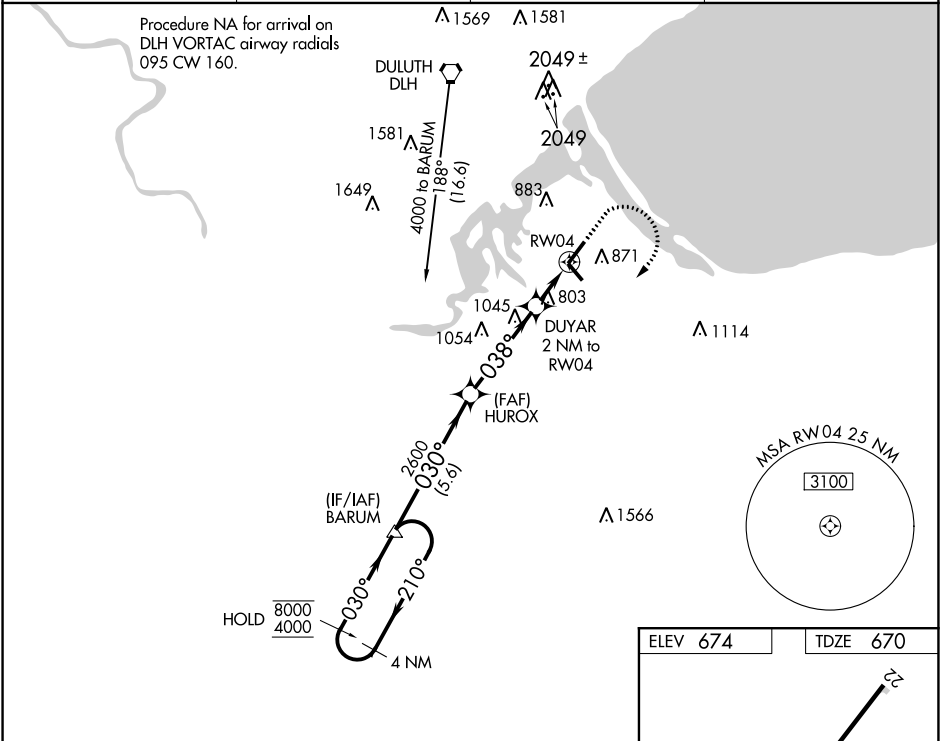 Procedure NA for arrival on
DLH VORTAC airway radials
095 CW 160.
1569
1581
DULUTH
DLH
2049 ±
2049
1581
4000 to BARUM
188°
(16.6)
1649
883
RW04
871
803
1045
1054
DUYAR
2 NM to
RW04
1114
038°
(FAF)
HUROX
2600
030°
(5.6)
(IF/IAF)
BARUM
MSA RW04 25 NM
3100
1566
030°
210°
HOLD
8000
4000
4 NM
ELEV 674
TDZE 670
22